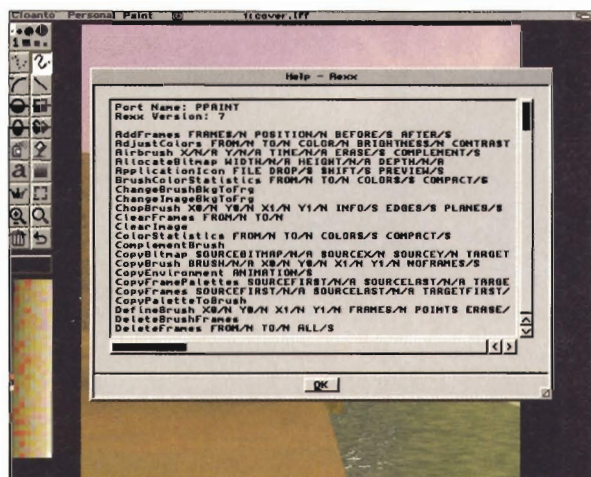 Cloanto Personal Paint 1:cover.iff
Help - Rexx
Port Name: PPAINT
Rexx Version: 7
AddFrames FRAMES/N POSITION/N BEFORE/S AFTER/S
AdjustColors FROM/N TO/N COLOR/N BRIGHTNESS/N CONTRAST
Airbrush X/N/A Y/N/A TIME/N ERASE/S COMPLEMENT/S
AllocateBitmap WIDTH/N/A HEIGHT/N/A DEPTH/N/A
ApplicationIcon FILE DROP/S SHIFT/S PREVIEW/S
BrushColorStatistics FROM/N TO/N COLORS/S COMPACT/S
ChangeBrushBkgToFrg
ChangeImageBkgToFrg
ChopBrush X0/N Y0/N X1/N Y1/N INFO/S EDGES/S PLANES/S
ClearFrames FROM/N TO/N
ClearImage
ColorStatistics FROM/N TO/N COLORS/S COMPACT/S
ComplementBrush
CopyBitmap SOURCEBITMAP/N/A SOURCEX/N SOURCEY/N TARGET
CopyBrush BRUSH/N/A X0/N Y0/N X1/N Y1/N NOFRAMES/S
CopyEnvironment ANIMATION/S
CopyFramePalettes SOURCEFIRST/N/A SOURCELAST/N/A TARGE
CopyFrames SOURCEFIRST/N/A SOURCELAST/N/A TARGETFIRST/
CopyPaletteToBrush
DefineBrush X0/N Y0/N X1/N Y1/N FRAMES/N POINTS ERASE/
DeleteBrushFrames
DeleteFrames FROM/N TO/N ALL/S
OK